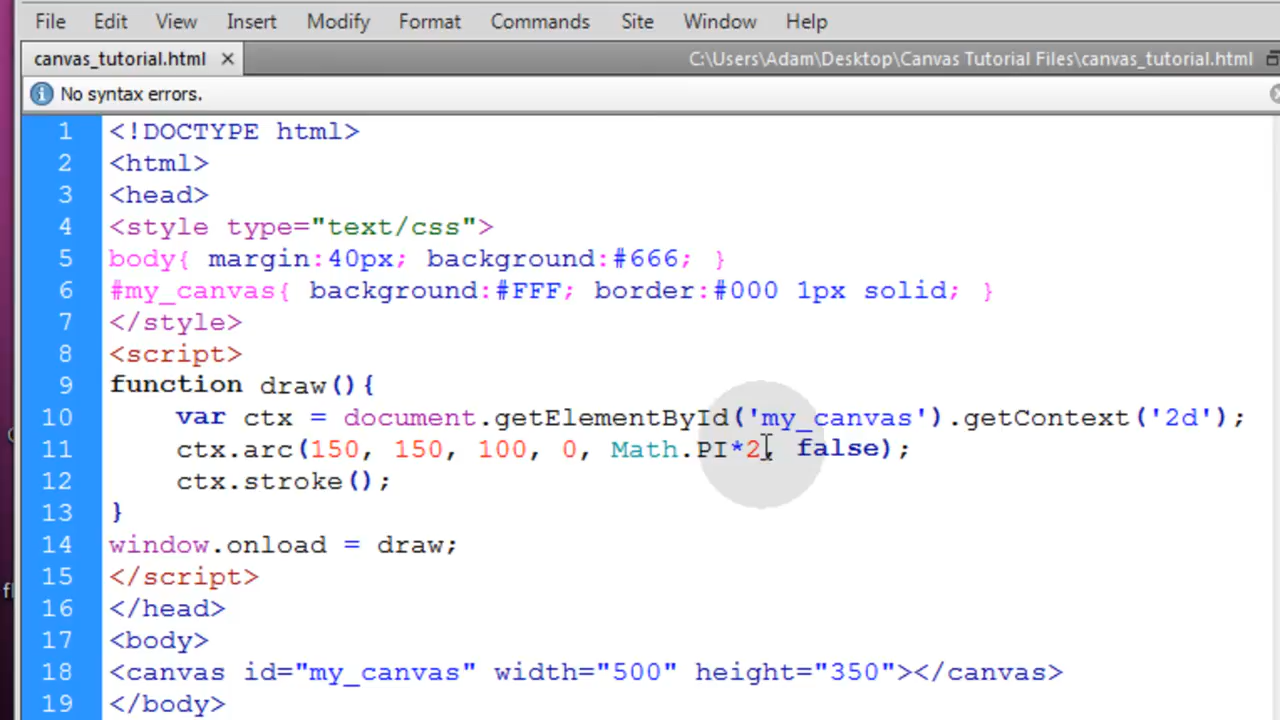 File Edit View Insert Modify Format Commands Site Window Help
canvas_tutorial.html × C:\Users\Adam\Desktop\Canvas Tutorial Files\canvas_tutorial.html
No syntax errors.
1 <!DOCTYPE html>
2 <html>
3 <head>
4 <style type="text/css">
5 body{ margin:40px; background:#666; }
6 #my_canvas{ background:#FFF; border:#000 1px solid; }
7 </style>
8 <script>
9 function draw(){
10 var ctx = document.getElementById('my_canvas').getContext('2d');
11 ctx.arc(150, 150, 100, 0, Math.PI*2, false);
12 ctx.stroke();
13 }
14 window.onload = draw;
15 </script>
16 </head>
17 <body>
18 <canvas id="my_canvas" width="500" height="350"></canvas>
19 </body>